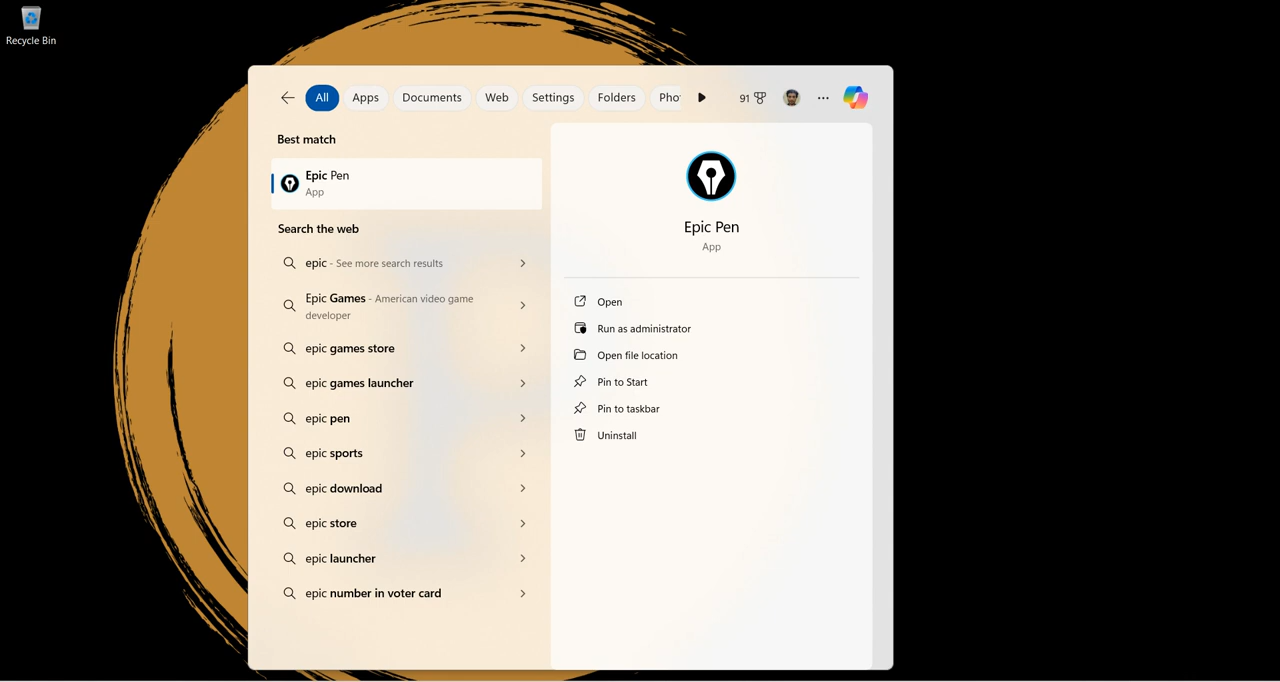 Recycle Bin
All
Apps
Documents
Web
Settings
Folders
Pho
91
Best match
Epic Pen
App
Search the web
epic - See more search results
Epic Games - American video game
developer
epic games store
epic games launcher
epic pen
epic sports
epic download
epic store
epic launcher
epic number in voter card
Epic Pen
App
Open
Run as administrator
Open file location
Pin to Start
Pin to taskbar
Uninstall